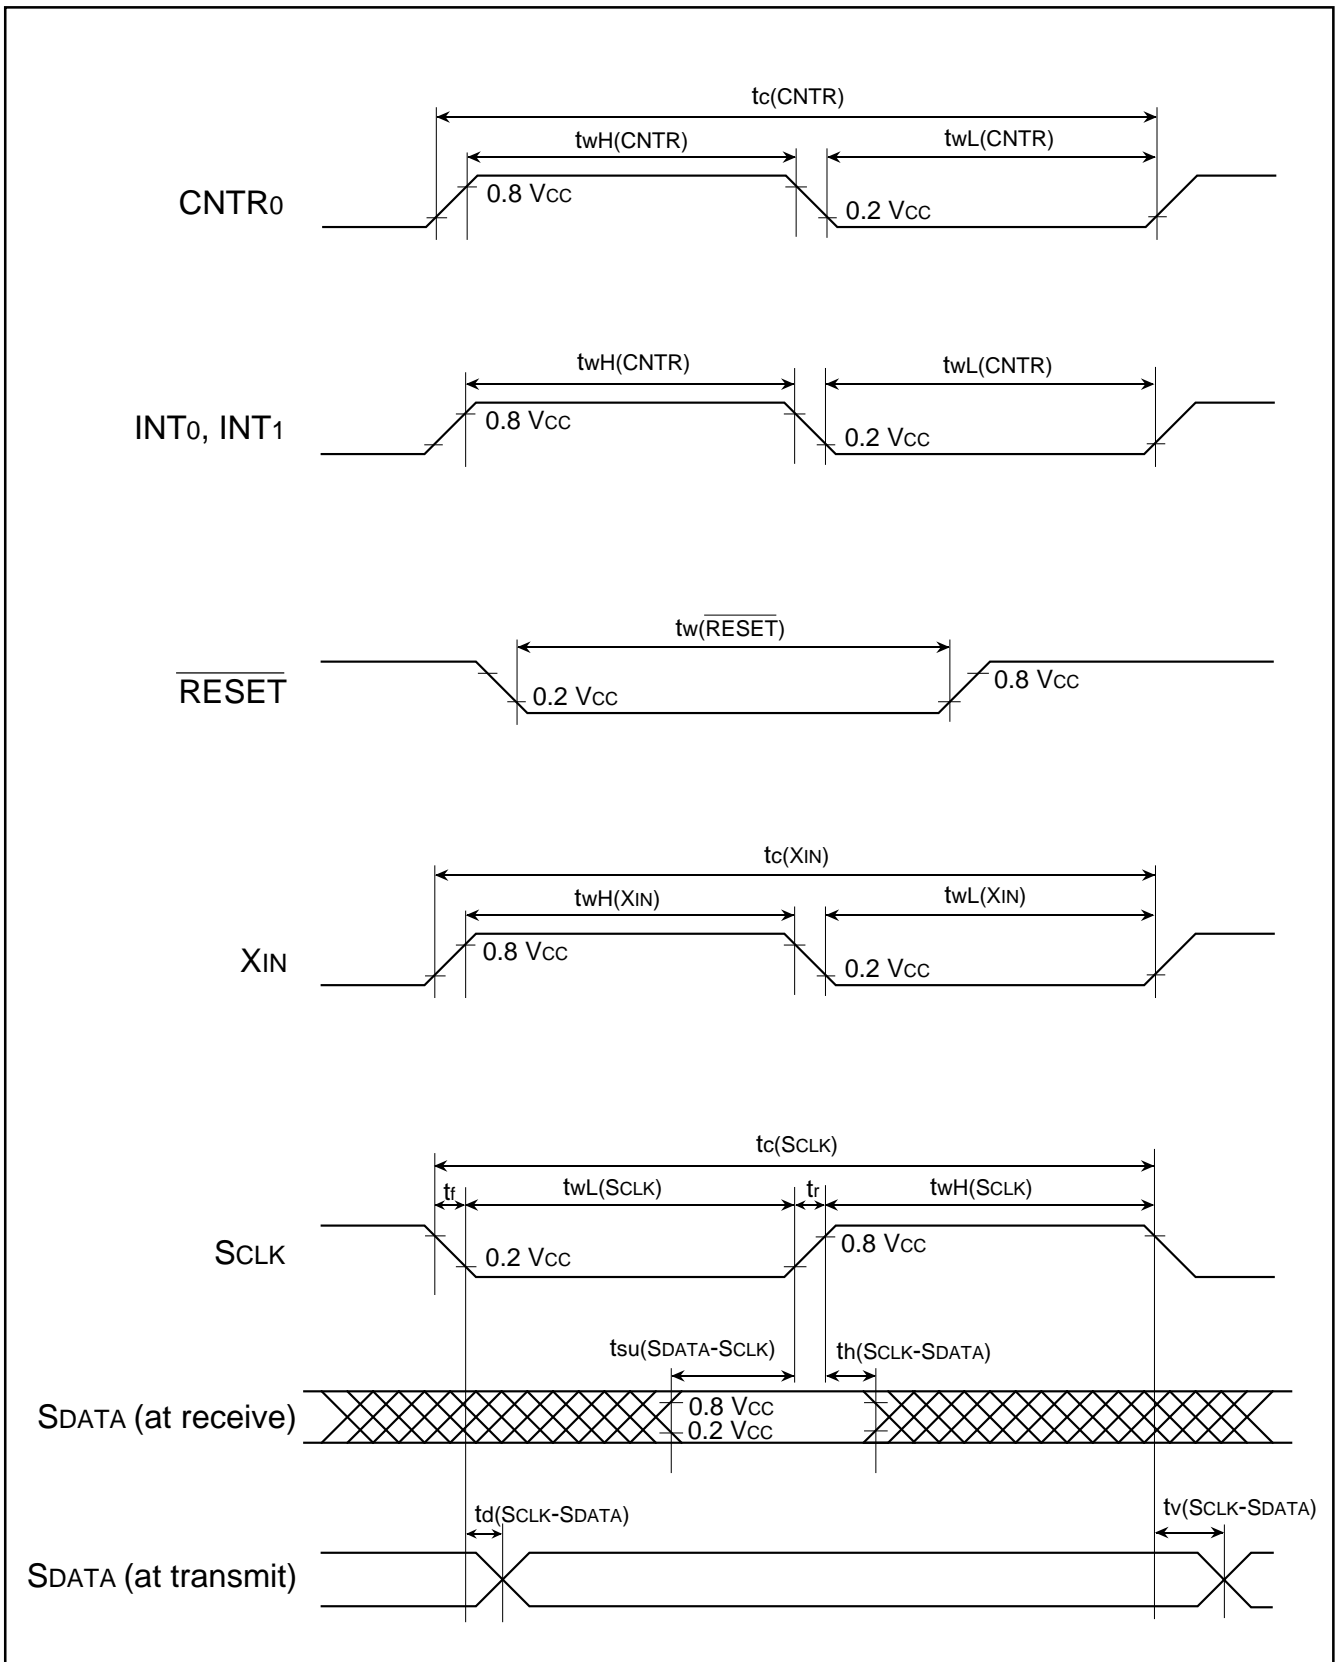 tc(CNTR)
twH(CNTR)
twL(CNTR)
CNTR0
0.8 VCC
0.2 VCC
twH(CNTR)
twL(CNTR)
INT0, INT1
0.8 VCC
0.2 VCC
tw(RESET)
RESET
0.2 VCC
0.8 VCC
tc(XIN)
twH(XIN)
twL(XIN)
XIN
0.8 VCC
0.2 VCC
tc(SCLK)
tf
twL(SCLK)
tr
twH(SCLK)
SCLK
0.2 VCC
0.8 VCC
tsu(SDATA-SCLK)
th(SCLK-SDATA)
SDATA (at receive)
0.8 VCC
0.2 VCC
td(SCLK-SDATA)
tv(SCLK-SDATA)
SDATA (at transmit)